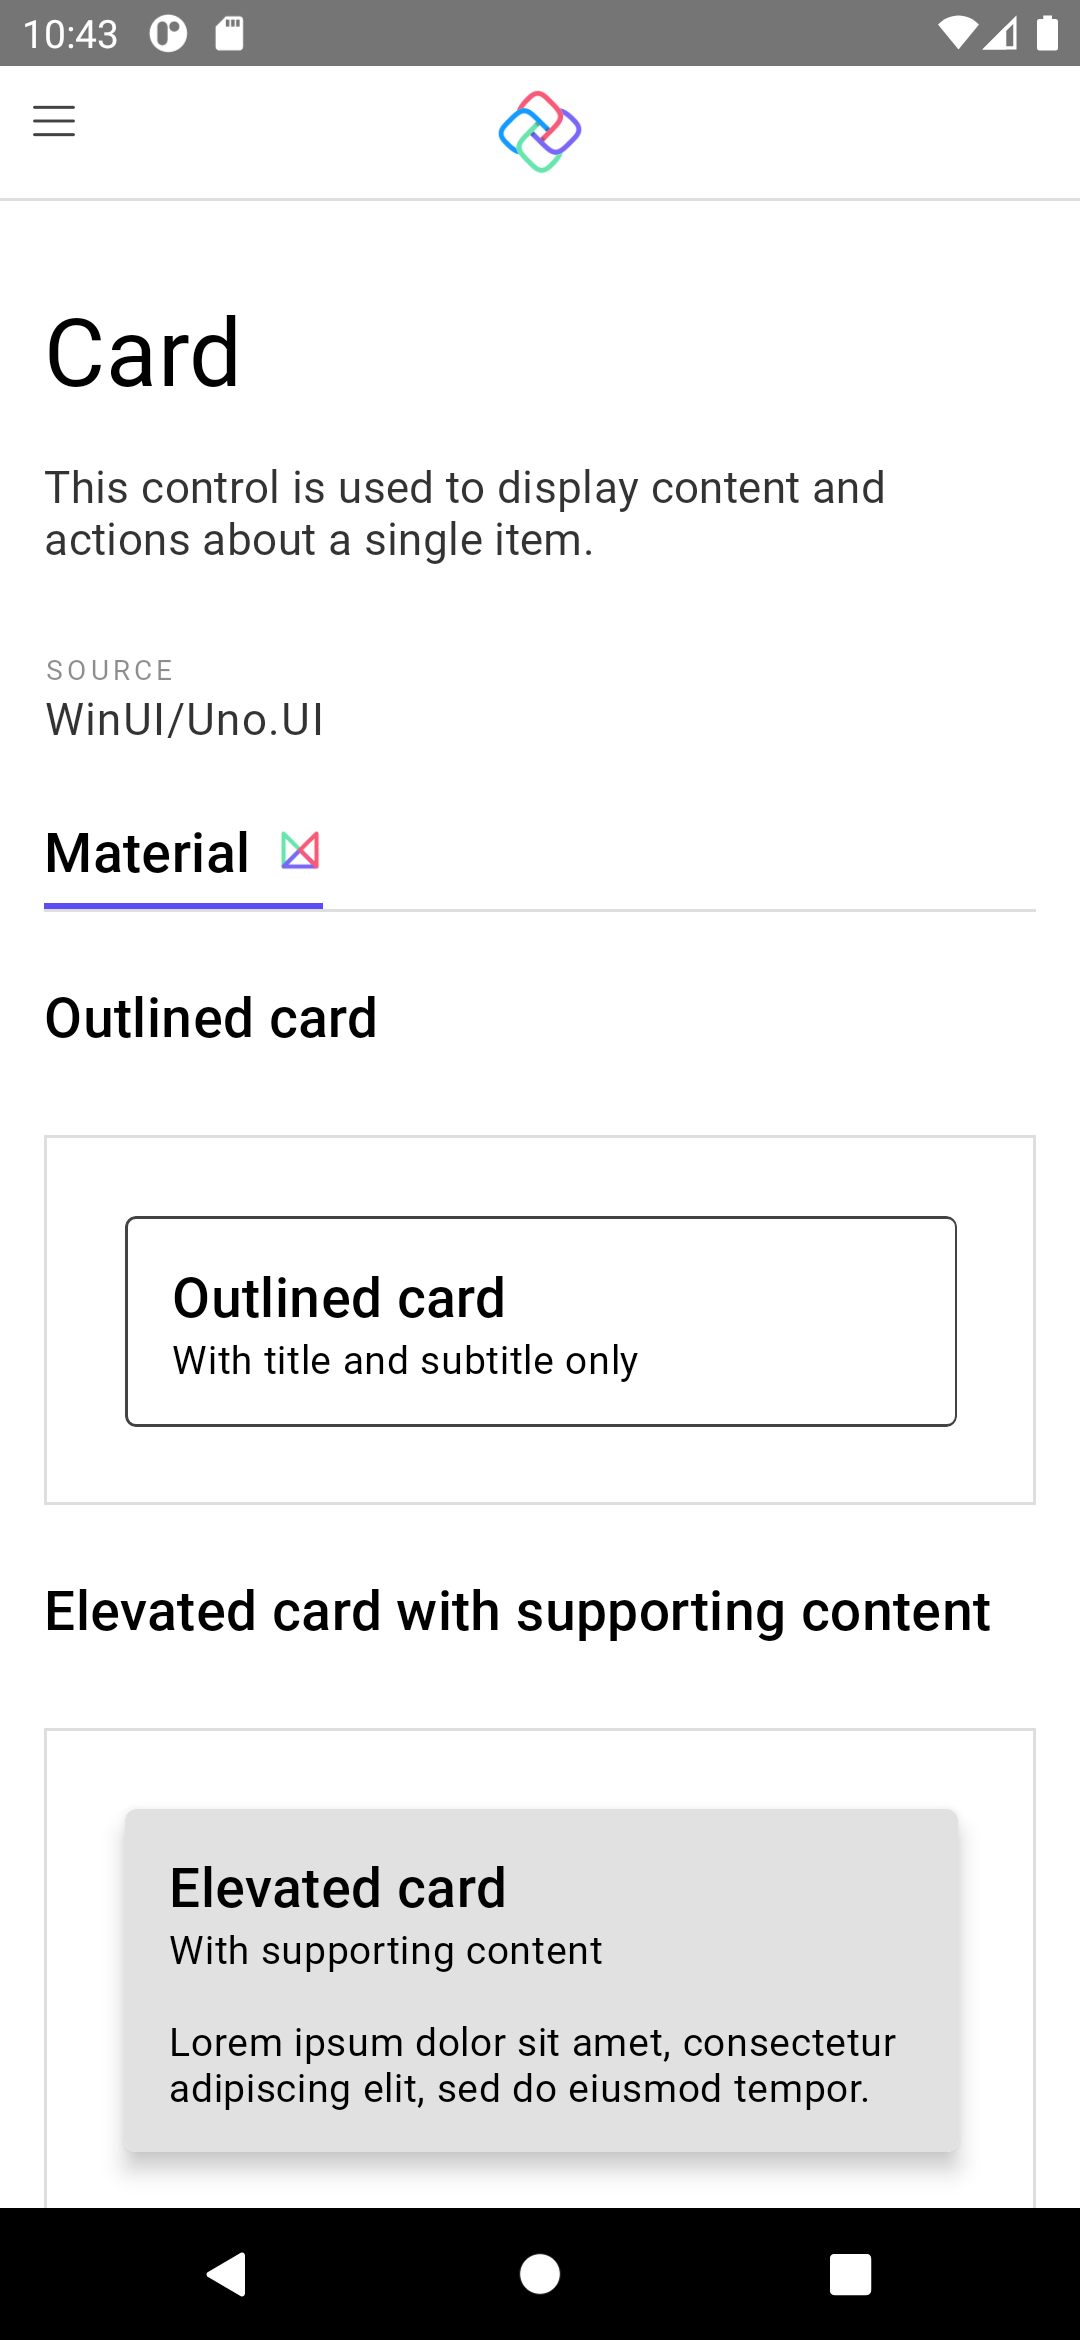 10:43
Card
This control is used to display content and
actions about a single item.
SOURCE
WinUI/Uno.UI
Material
Outlined card
Outlined card
With title and subtitle only
Elevated card with supporting content
Elevated card
With supporting content
Lorem ipsum dolor sit amet, consectetur
adipiscing elit, sed do eiusmod tempor.